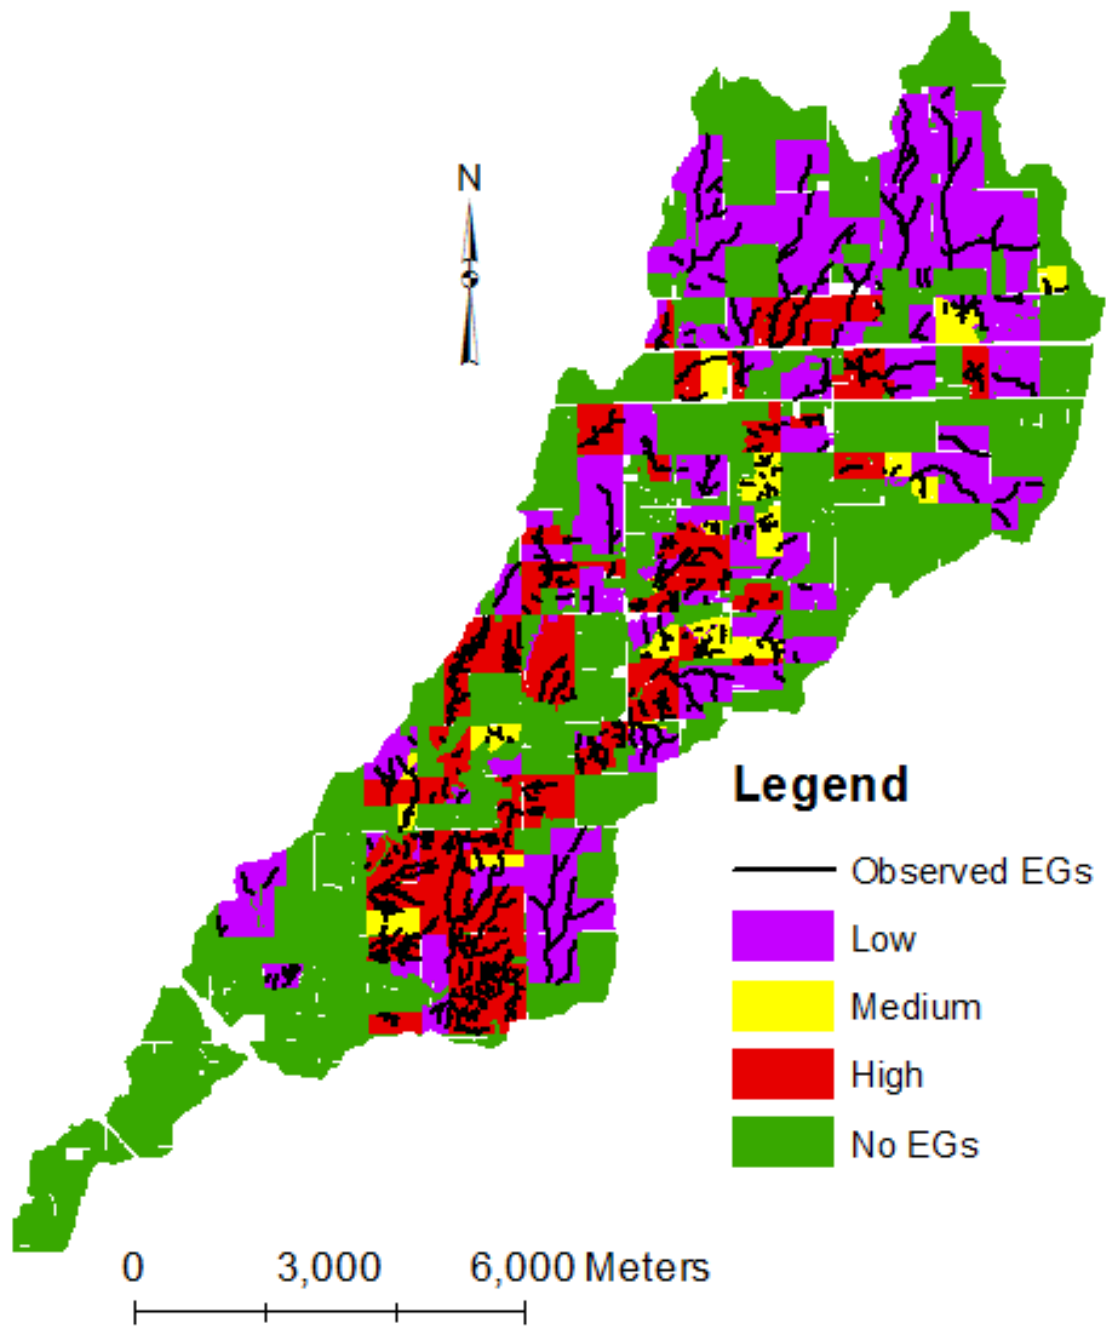 N
Legend
Observed EGs
Low
Medium
High
No EGs
0 3,000 6,000 Meters